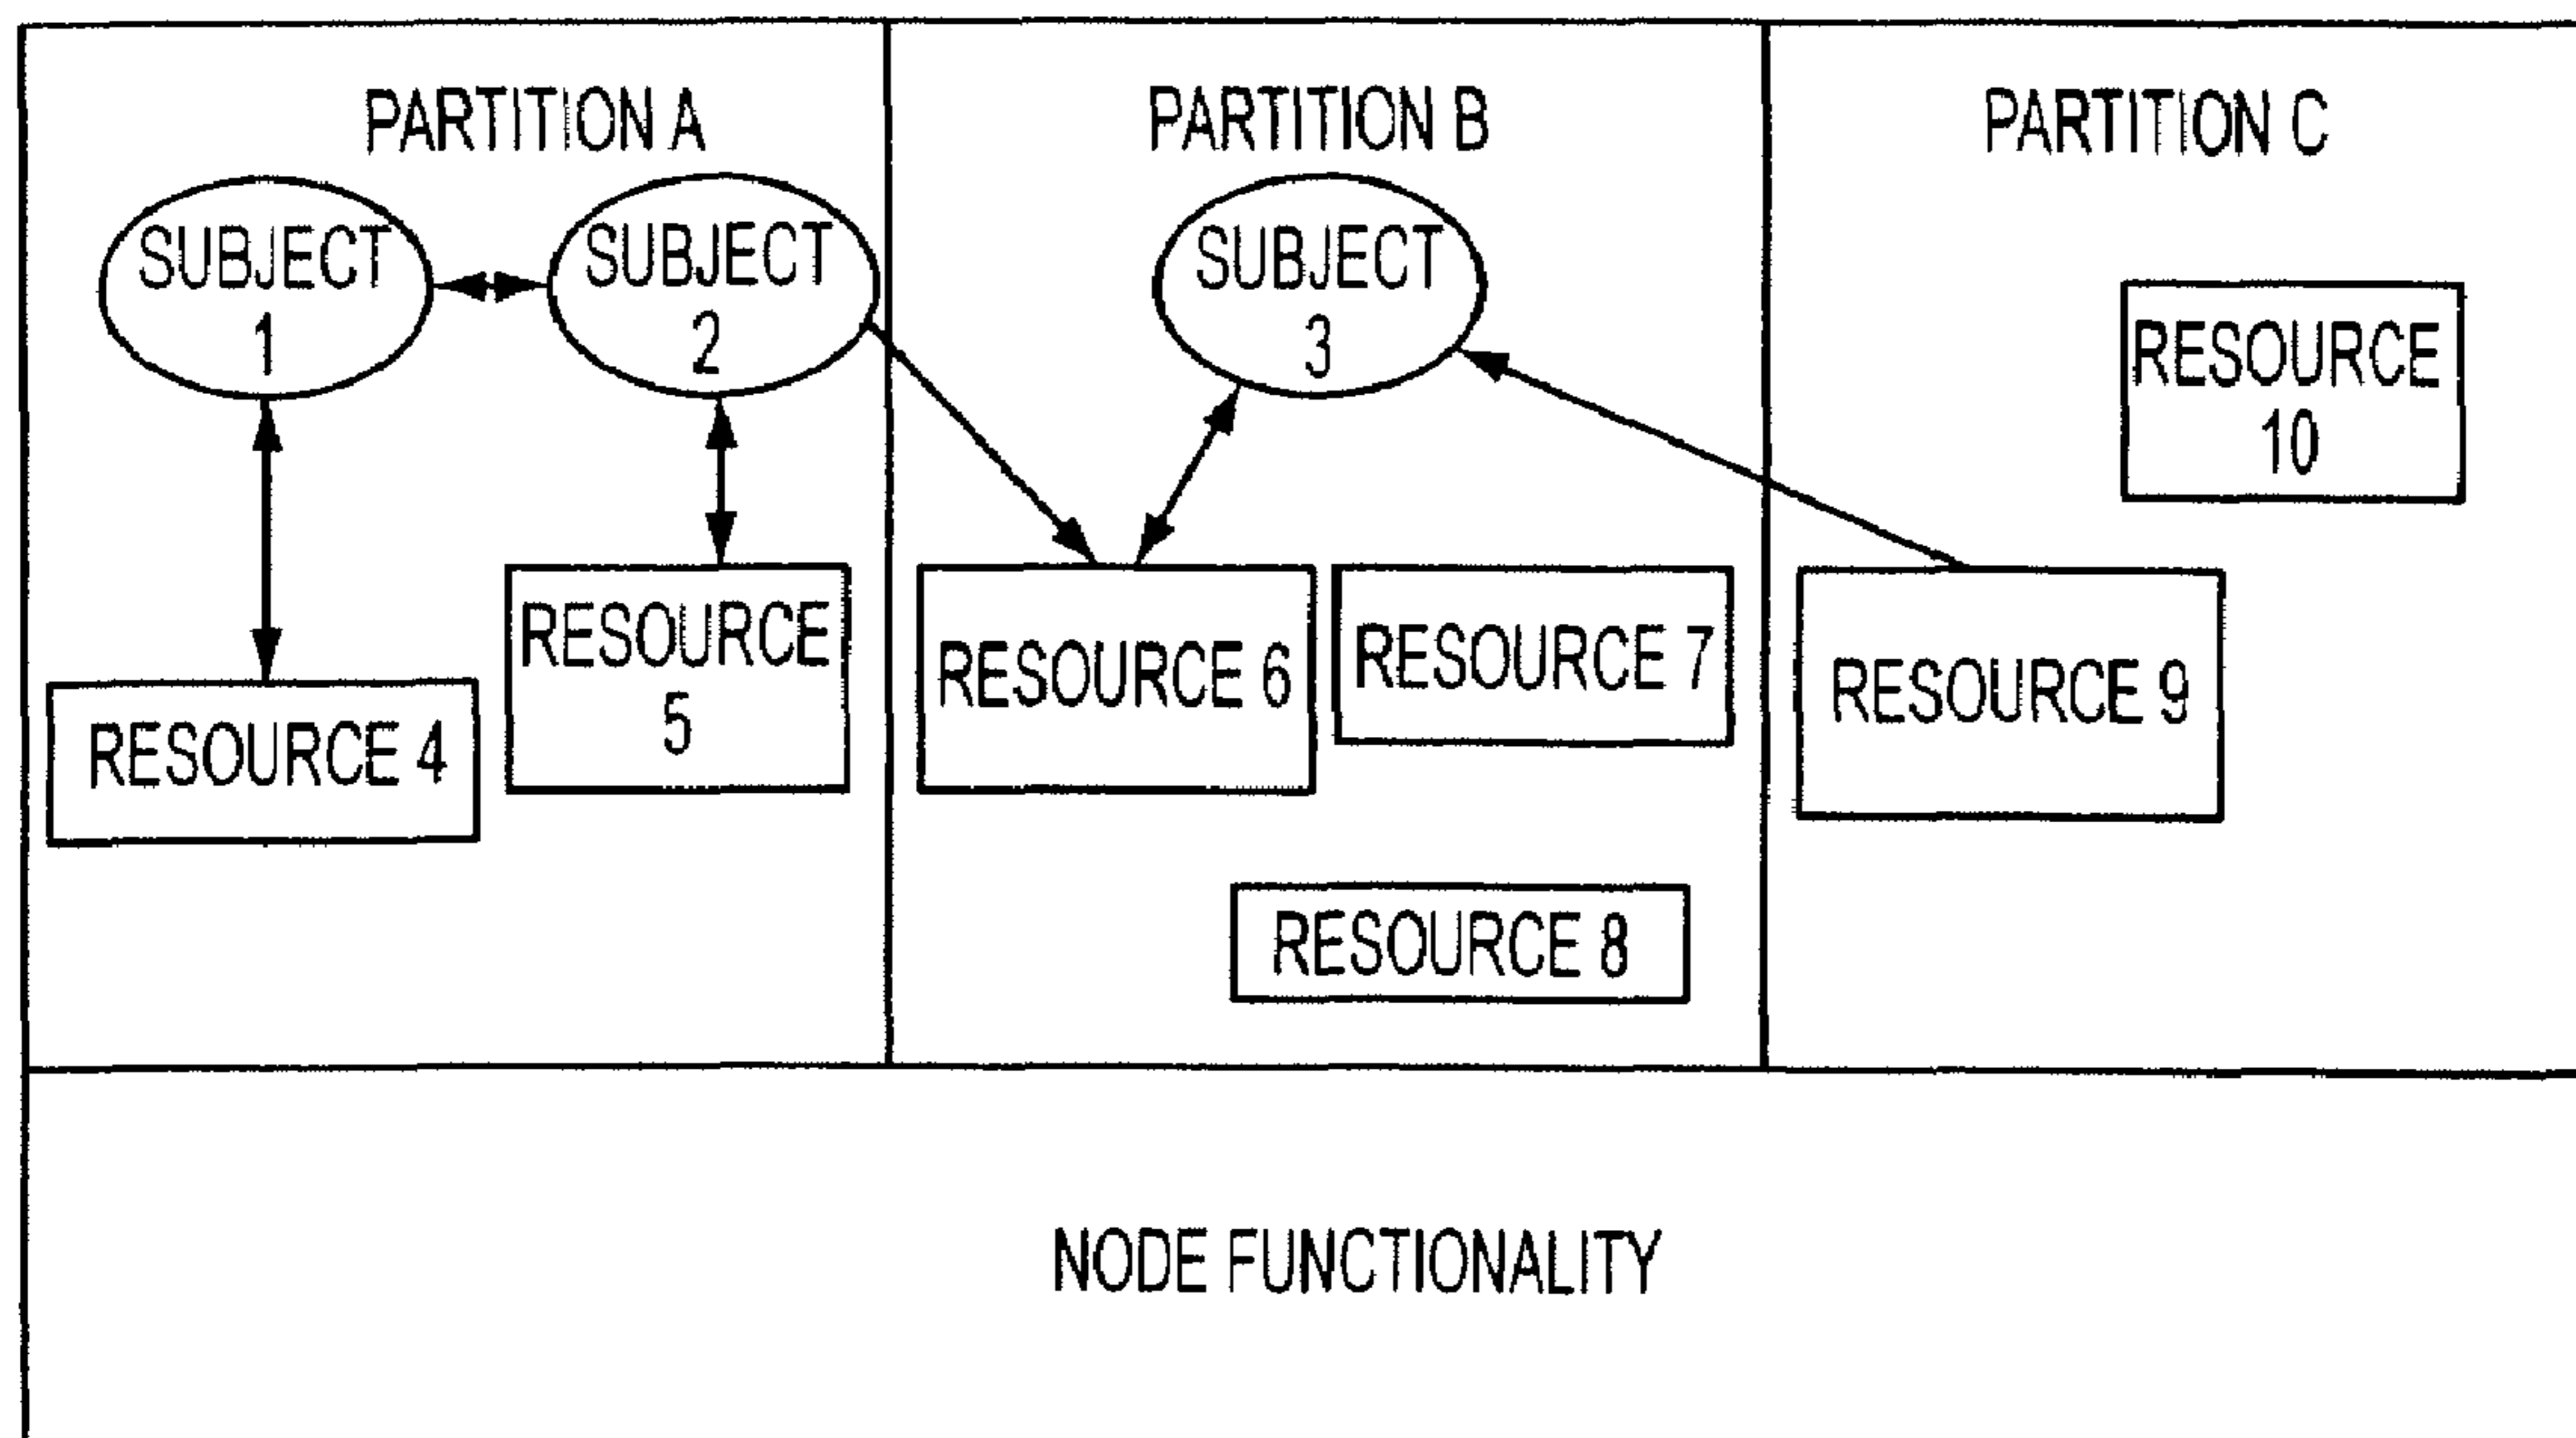 PARTITION A
SUBJECT
1
SUBJECT
2
RESOURCE 4
RESOURCE
5
PARTITION B
SUBJECT
3
RESOURCE 6
RESOURCE 7
RESOURCE 8
PARTITION C
RESOURCE
10
RESOURCE 9
NODE FUNCTIONALITY